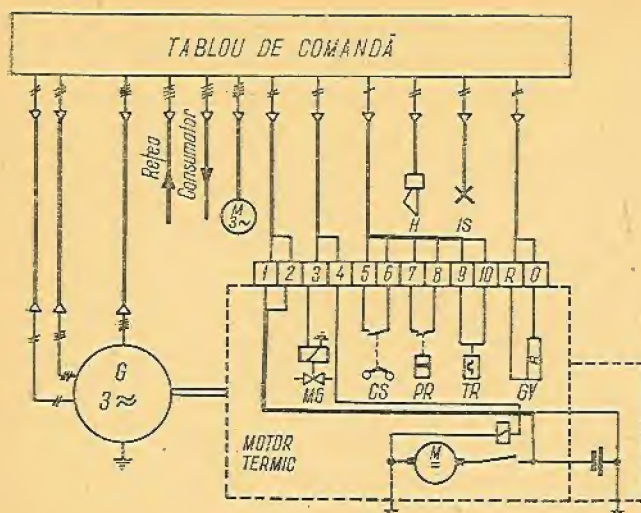 TABLOU DE COMANDĂ
Rețea
Consumator
M
3~
H
IS
1 2 3 4 5 6 7 8 9 10 R 0
G
3≈
MG
CS
PR
TR
GV
R
MOTOR
TERMIC
M
=